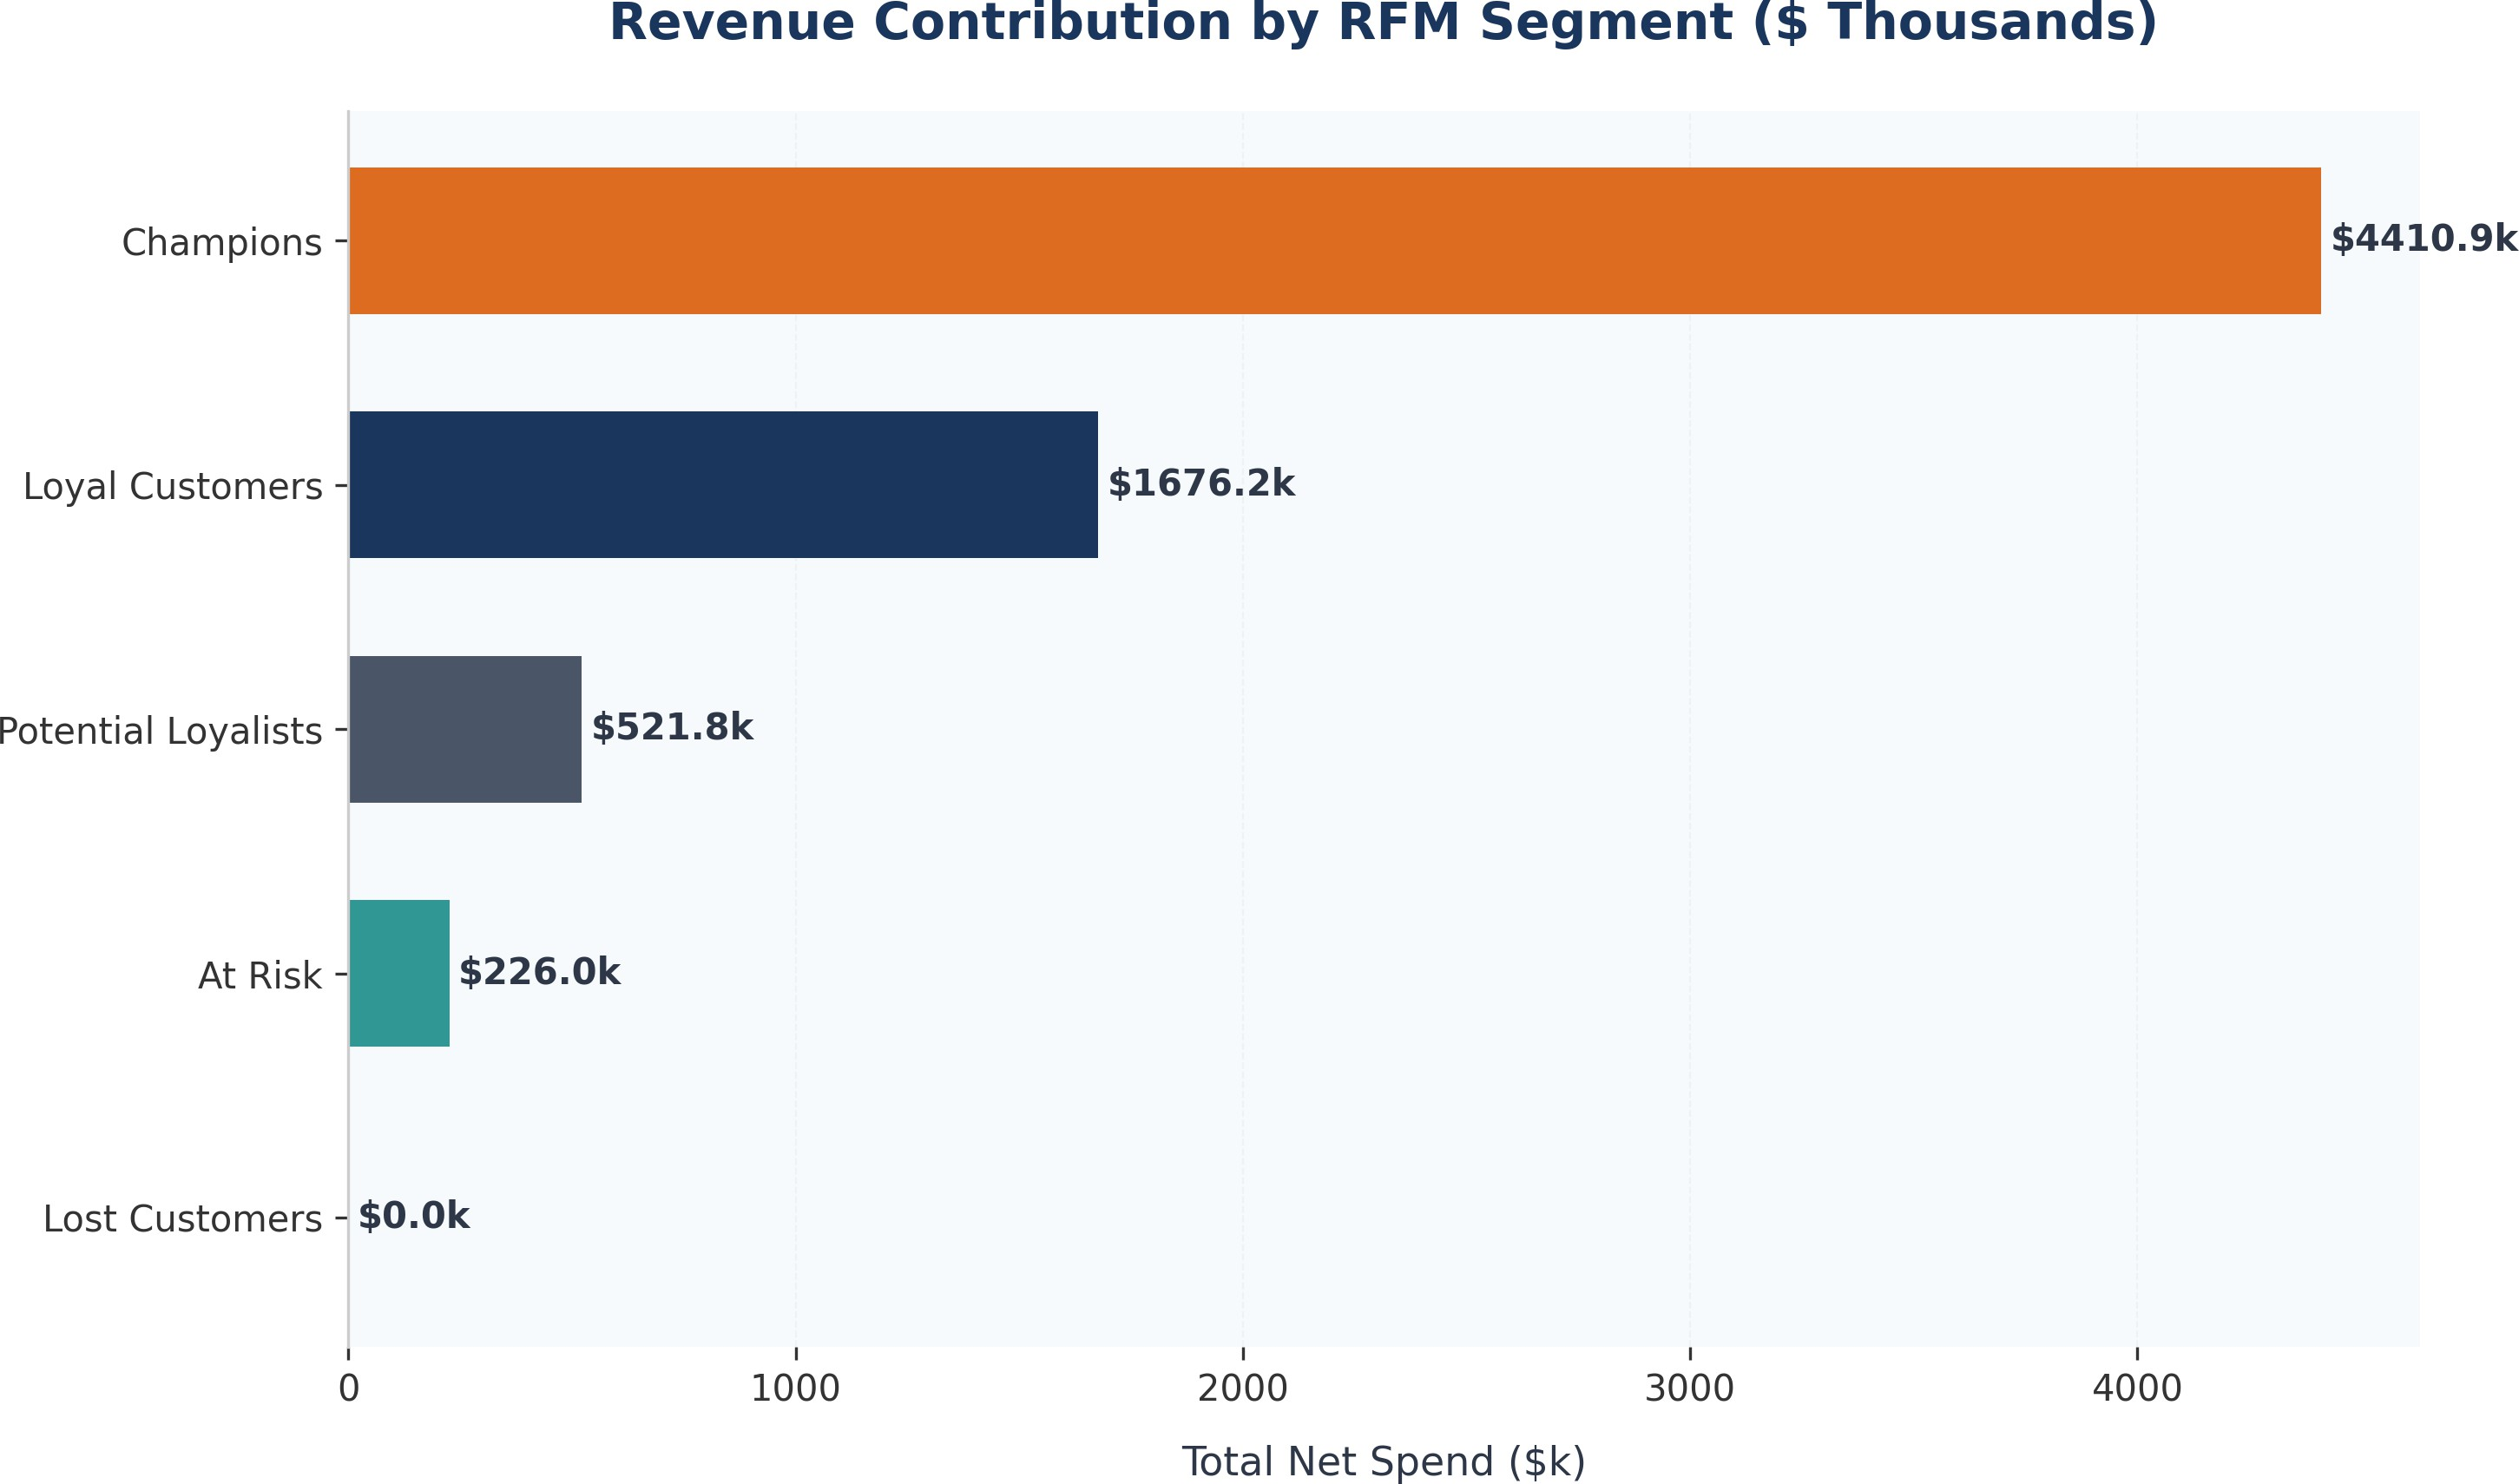 Revenue Contribution by RFM Segment ($ Thousands)
Champions
$4410.9k
Loyal Customers
$1676.2k
Potential Loyalists
$521.8k
At Risk
$226.0k
Lost Customers
$0.0k
0 1000 2000 3000 4000
Total Net Spend ($k)